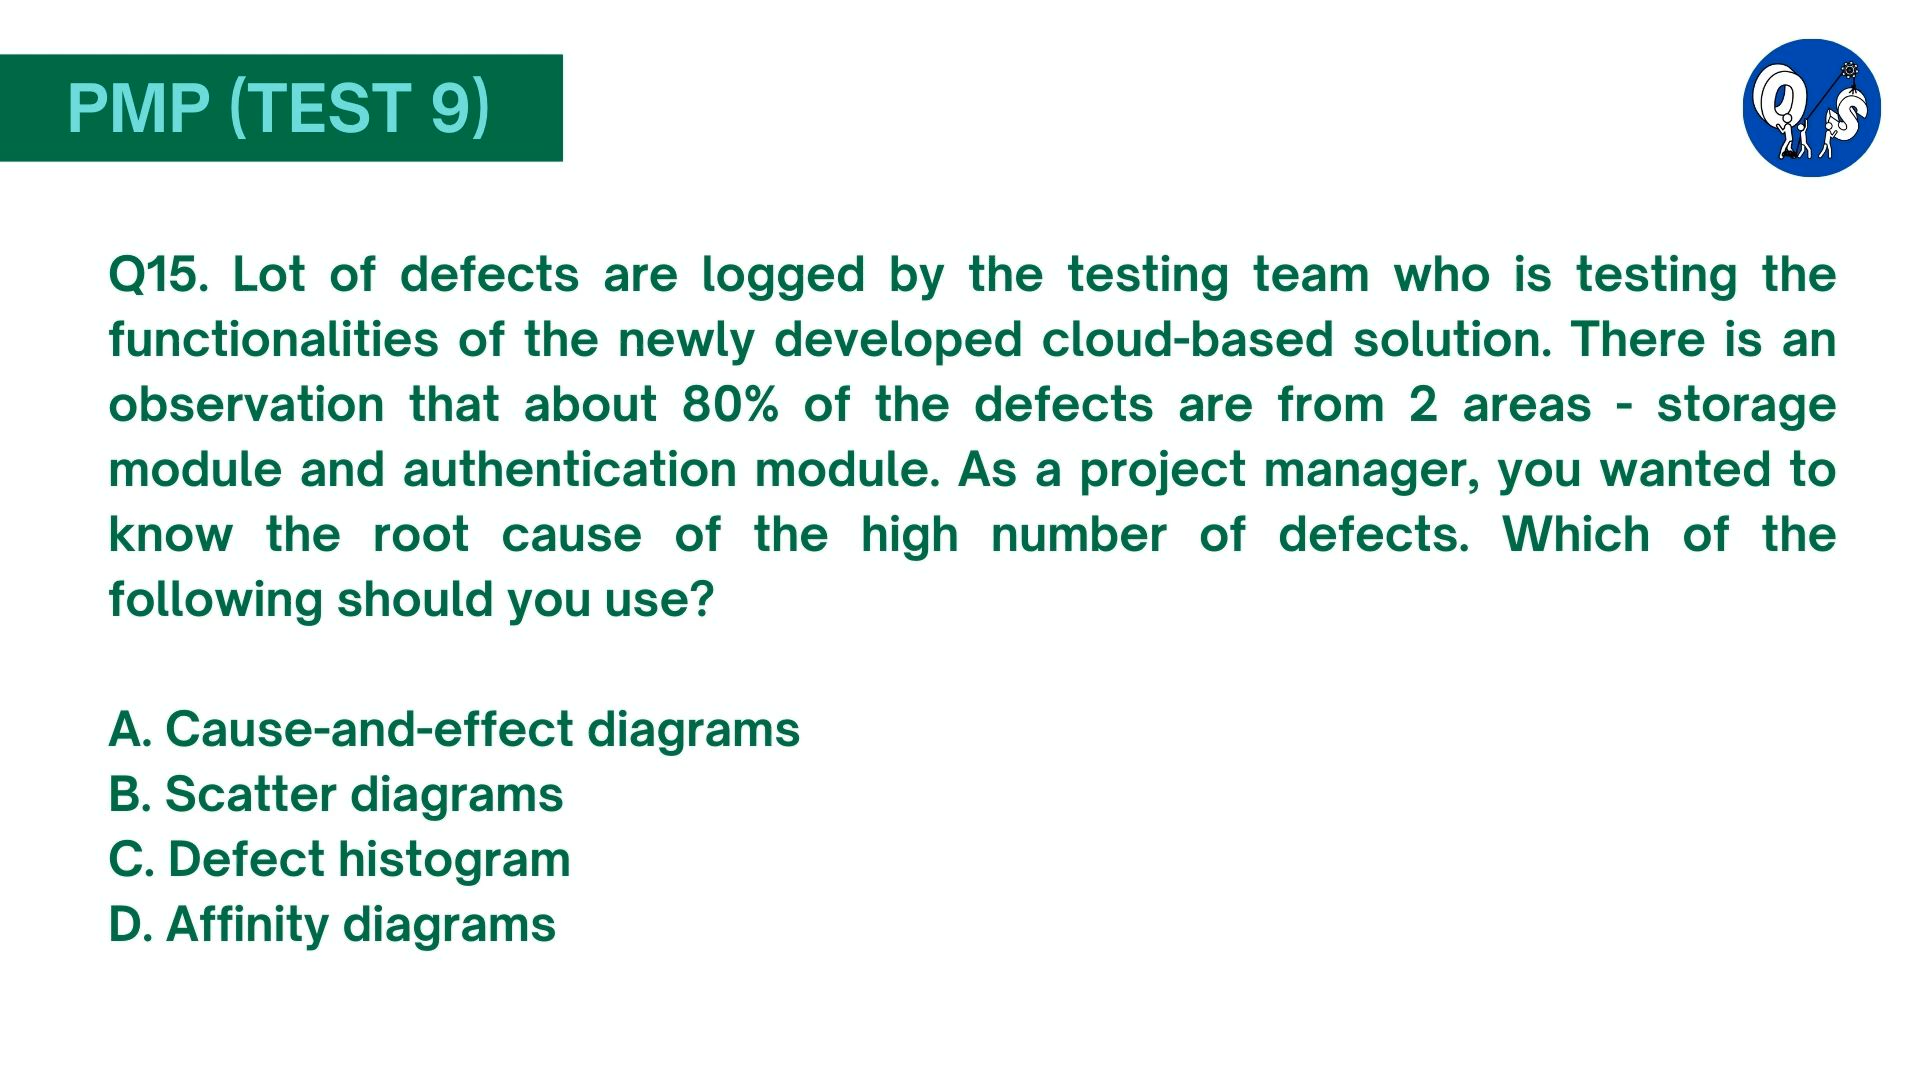 PMP (TEST 9)
Q S
Q15. Lot of defects are logged by the testing team who is testing the
functionalities of the newly developed cloud-based solution. There is an
observation that about 80% of the defects are from 2 areas - storage
module and authentication module. As a project manager, you wanted to
know the root cause of the high number of defects. Which of the
following should you use?
A. Cause-and-effect diagrams
B. Scatter diagrams
C. Defect histogram
D. Affinity diagrams